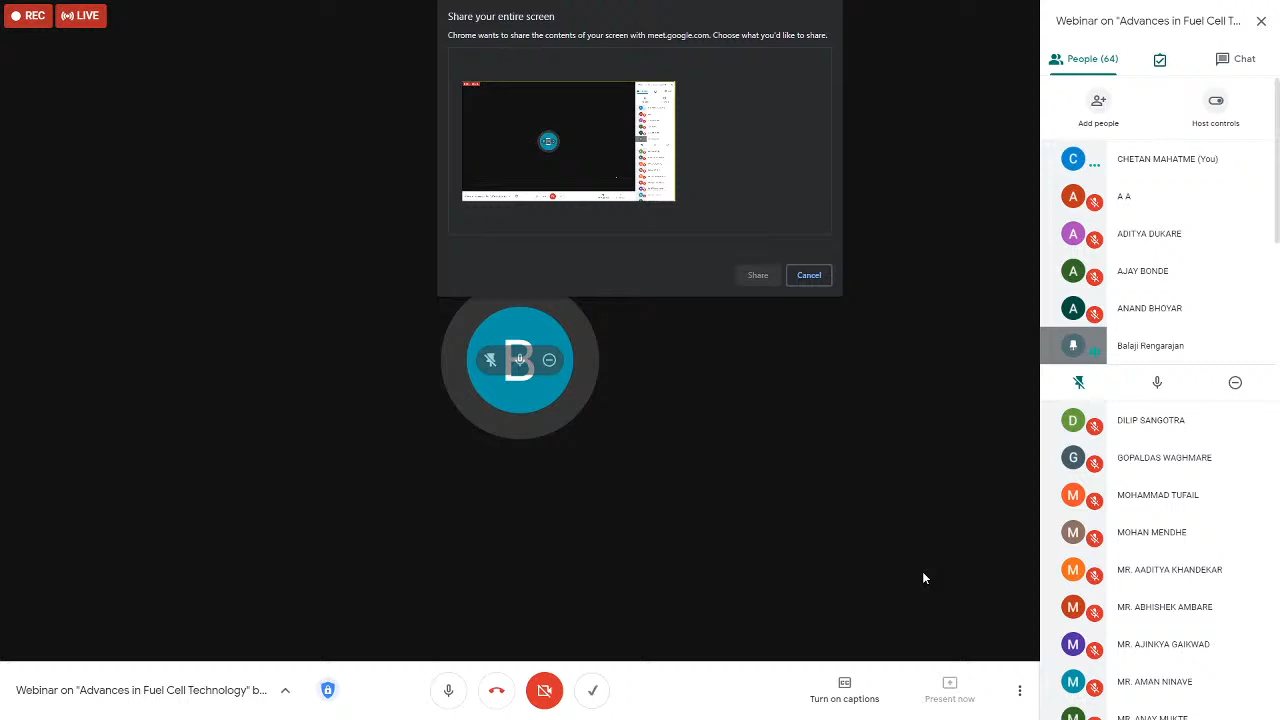 REC
LIVE
Share your entire screen
Chrome wants to share the contents of your screen with meet.google.com. Choose what you'd like to share.
Share
Cancel
B
Webinar on "Advances in Fuel Cell T...
People (64)
Chat
Add people
Host controls
C CHETAN MAHATME (You)
A A A
A ADITYA DUKARE
A AJAY BONDE
A ANAND BHOYAR
Balaji Rengarajan
D DILIP SANGOTRA
G GOPALDAS WAGHMARE
M MOHAMMAD TUFAIL
M MOHAN MENDHE
M MR. AADITYA KHANDEKAR
M MR. ABHISHEK AMBARE
M MR. AJINKYA GAIKWAD
M MR. AMAN NINAVE
MR. ANAY MUKTE
Webinar on "Advances in Fuel Cell Technology" b...
Turn on captions
Present now